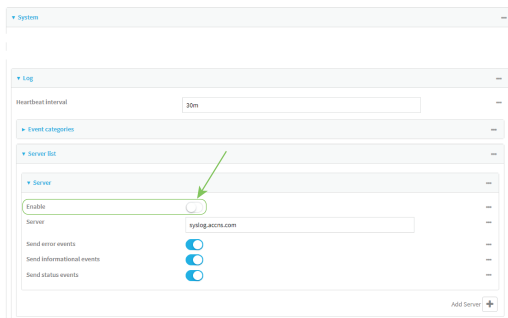 System
Log
Heartbeat Interval 30m
Event categories
Server list
Server
Enable
Server syslog.accns.com
Send error events
Send informational events
Send status events
Add Server